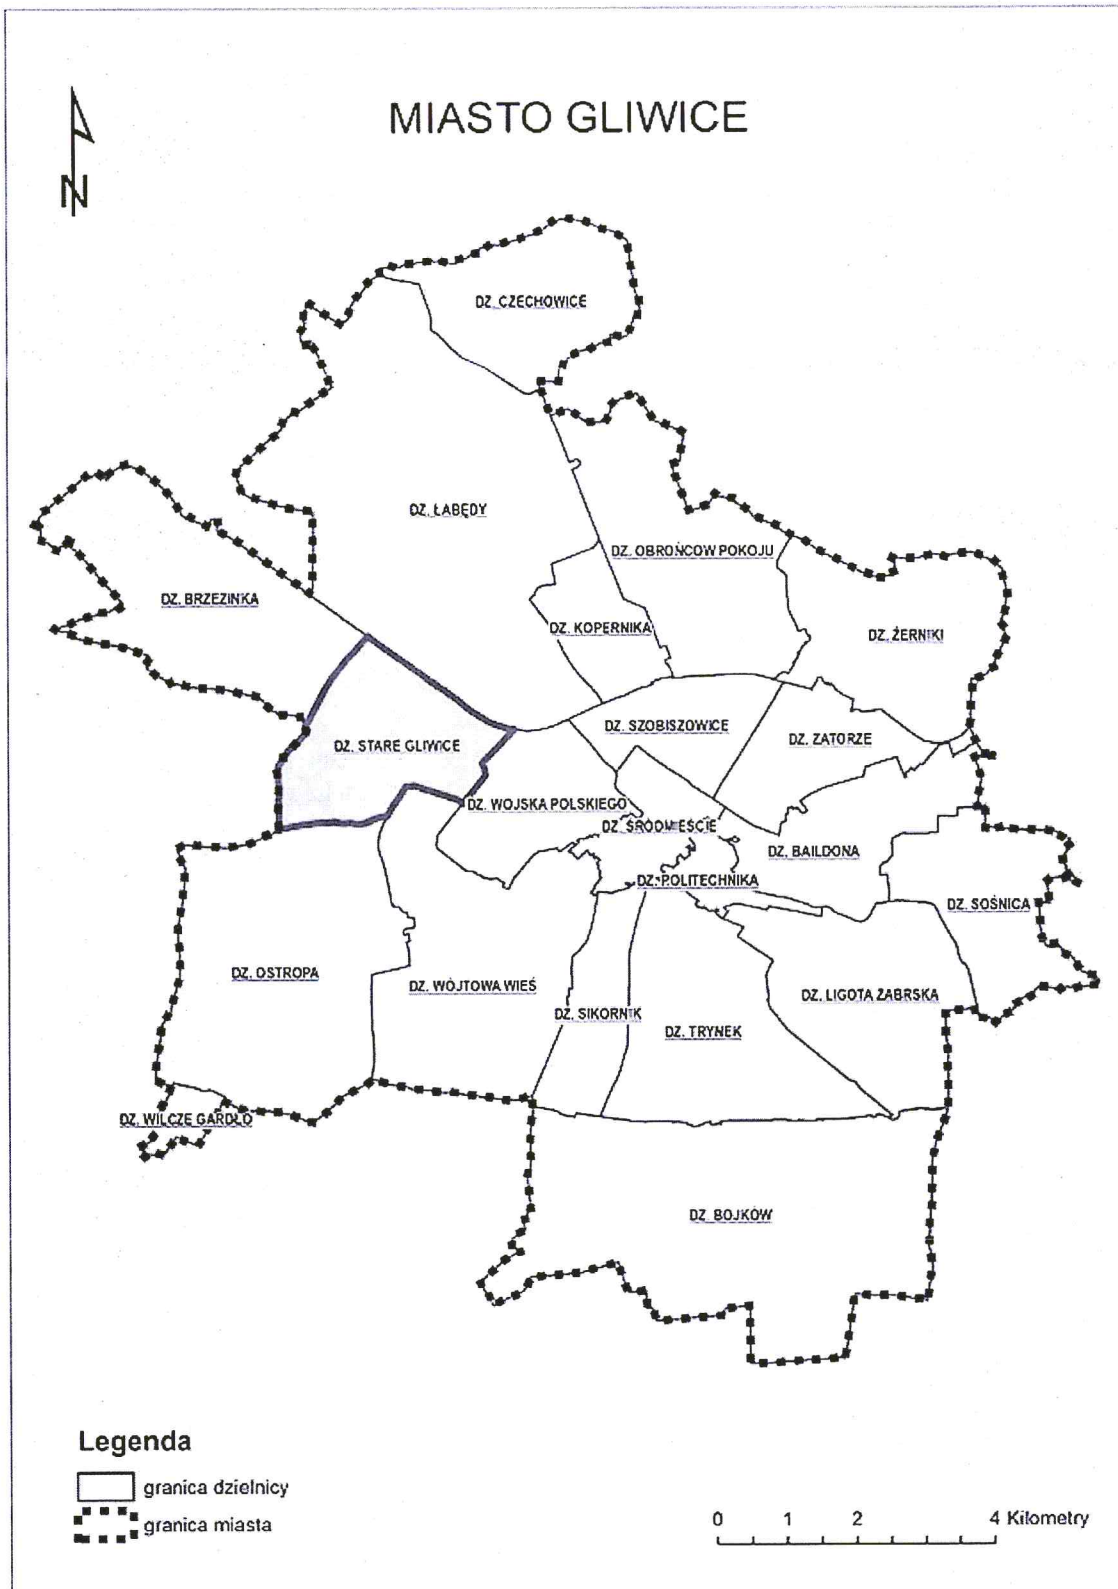 MIASTO GLIWICE
N
DZ. CZECHOWICE
DZ. ŁABĘDY
DZ. OBROŃCOW POKOJU
DZ. BRZEZINKA
DZ. KOPERNIKA
DZ. ŻERNIKI
DZ. STARE GLIWICE
DZ. SZOBISZOWICE
DZ. ZATORZE
DZ. WOJSKA POLSKIEGO
DZ. ŚRODMIEŚCIE
DZ. BAILDONA
DZ. POLITECHNIKA
DZ. SOŚNICA
DZ. OSTROPA
DZ. WÓJTOWA WIEŚ
DZ. LIGOTA ZABRSKA
DZ. SIKORNIK
DZ. TRYNEK
DZ. WILCZE GARDŁO
DZ. BOJKÓW
Legenda
granica dzielnicy
granica miasta
0 1 2 4 Kilometry